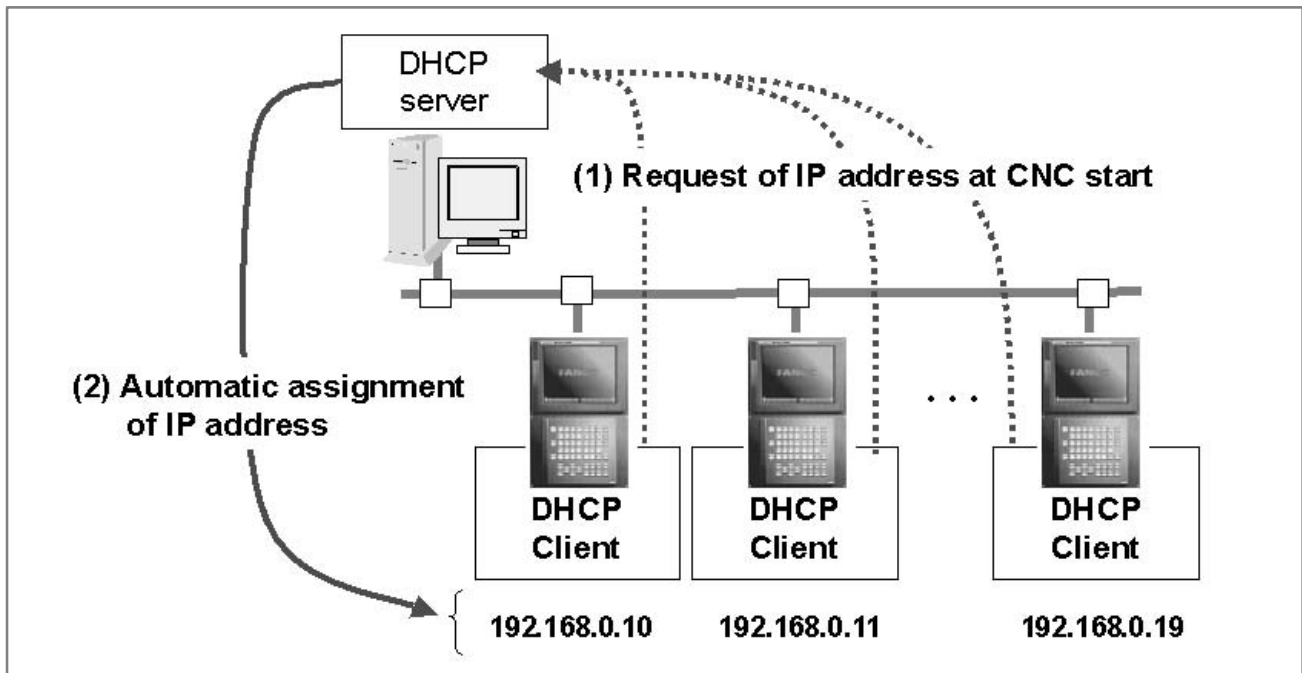 DHCP
server
(1) Request of IP address at CNC start
(2) Automatic assignment
of IP address
FANUC
. . .
DHCP
Client
DHCP
Client
DHCP
Client
192.168.0.10
192.168.0.11
192.168.0.19